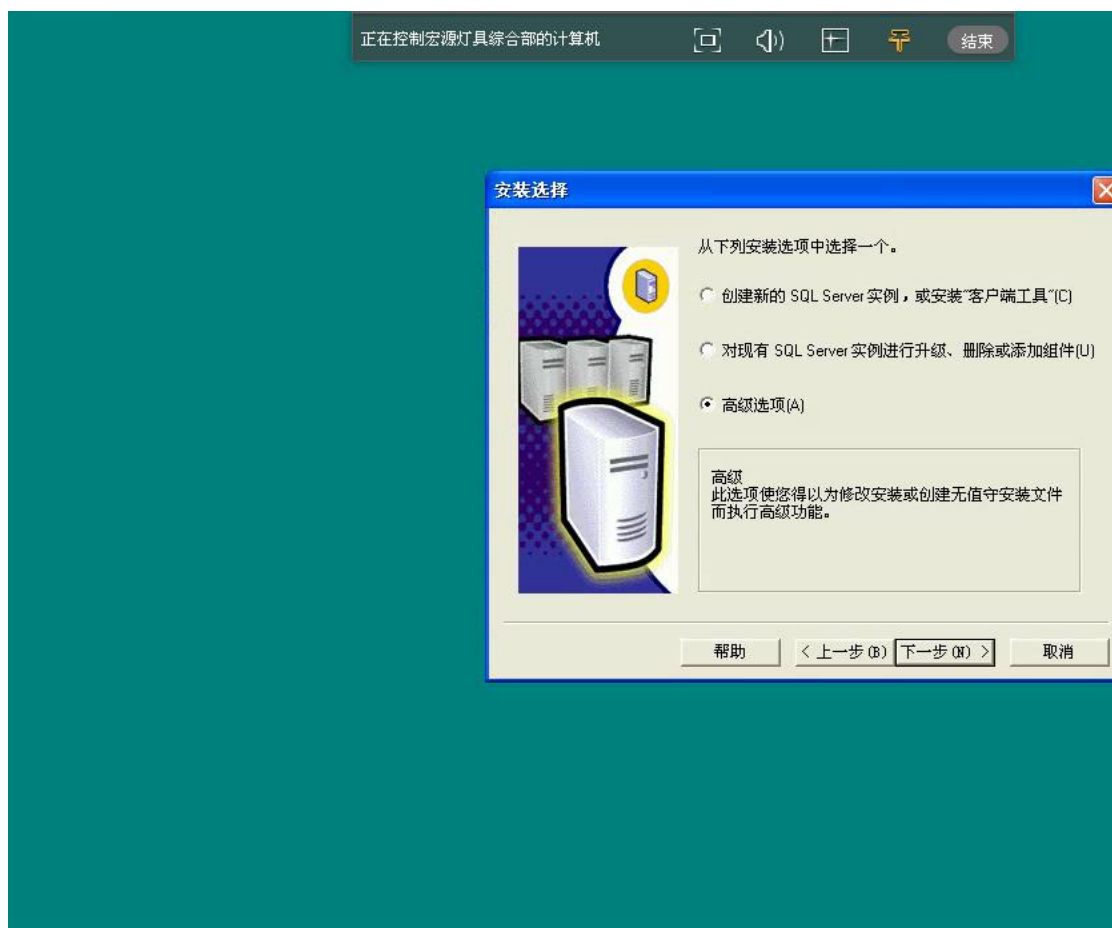 正在控制宏源灯具综合部的计算机
结束
安装选择
从下列安装选项中选择一个。
创建新的 SQL Server 实例，或安装"客户端工具"(C)
对现有 SQL Server 实例进行升级、删除或添加组件(U)
高级选项(A)
高级
此选项使您得以为修改安装或创建无值守安装文件
而执行高级功能。
帮助
< 上一步(B)
下一步(N) >
取消